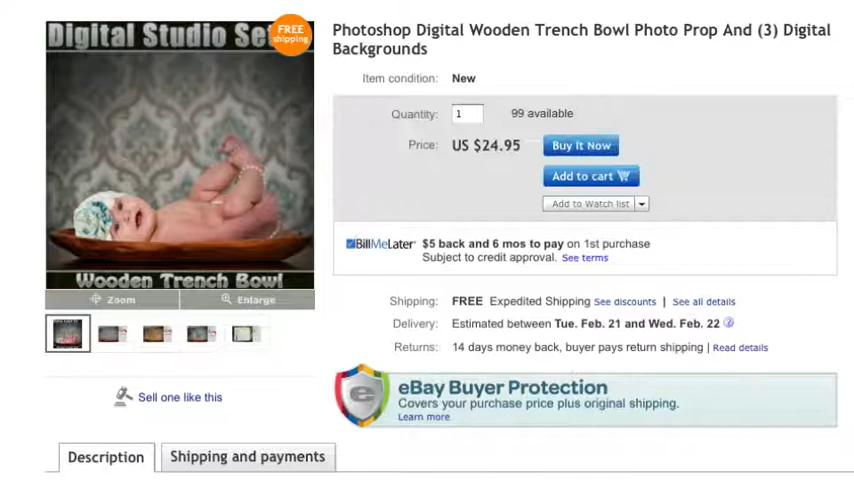 Digital Studio Set
FREE
shipping
Wooden Trench Bowl
Zoom
Enlarge
Sell one like this
Photoshop Digital Wooden Trench Bowl Photo Prop And (3) Digital
Backgrounds
Item condition: New
Quantity: 1 99 available
Price: US $24.95 Buy It Now
Add to cart
Add to Watch list
BillMeLater $5 back and 6 mos to pay on 1st purchase
Subject to credit approval. See terms
Shipping: FREE Expedited Shipping See discounts | See all details
Delivery: Estimated between Tue. Feb. 21 and Wed. Feb. 22
Returns: 14 days money back, buyer pays return shipping | Read details
e
eBay Buyer Protection
Covers your purchase price plus original shipping.
Learn more
Description
Shipping and payments